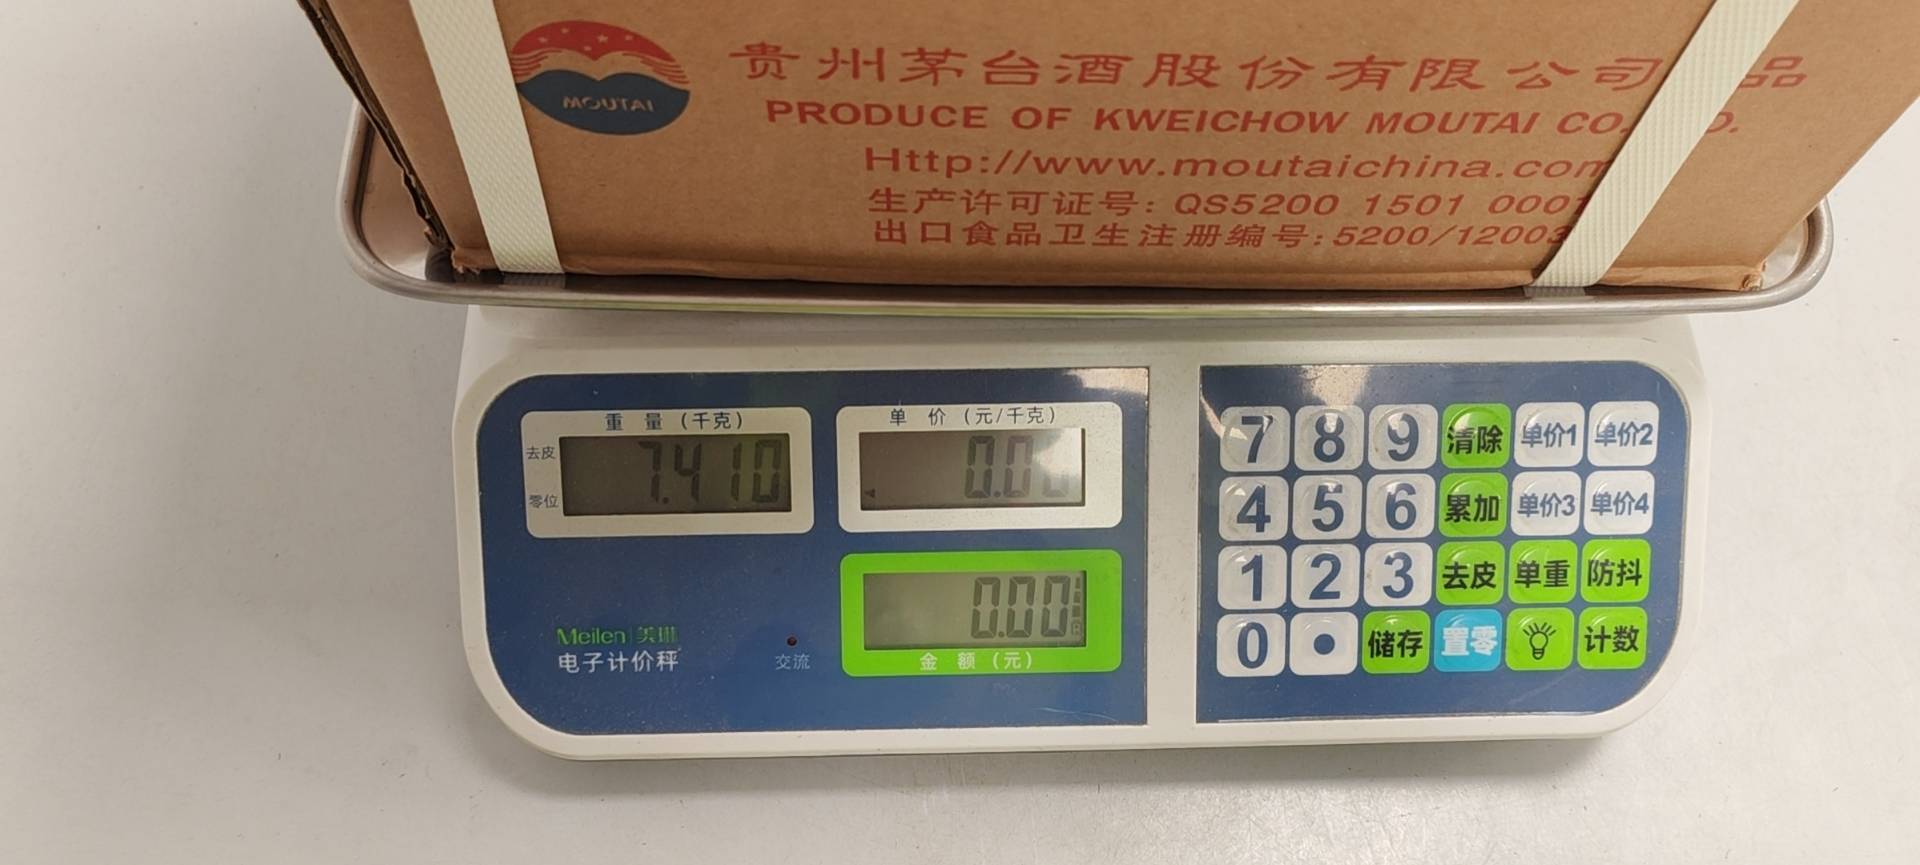 MOUTAI
贵州茅台酒股份有限公司 品
PRODUCE OF KWEICHOW MOUTAI CO.
Http://www.moutaichina.com
生产许可证号: QS5200 1501 0001
出口食品卫生注册编号:5200/12003
重 量 (千克)
去皮
零位
7.410
单 价 (元/千克)
0.00
0.00
金 额 (元)
Meilen 美琳
电子计价秤
交流
7 8 9 清除 单价1 单价2
4 5 6 累加 单价3 单价4
1 2 3 去皮 单重 防抖
0 • 储存 置零 计数